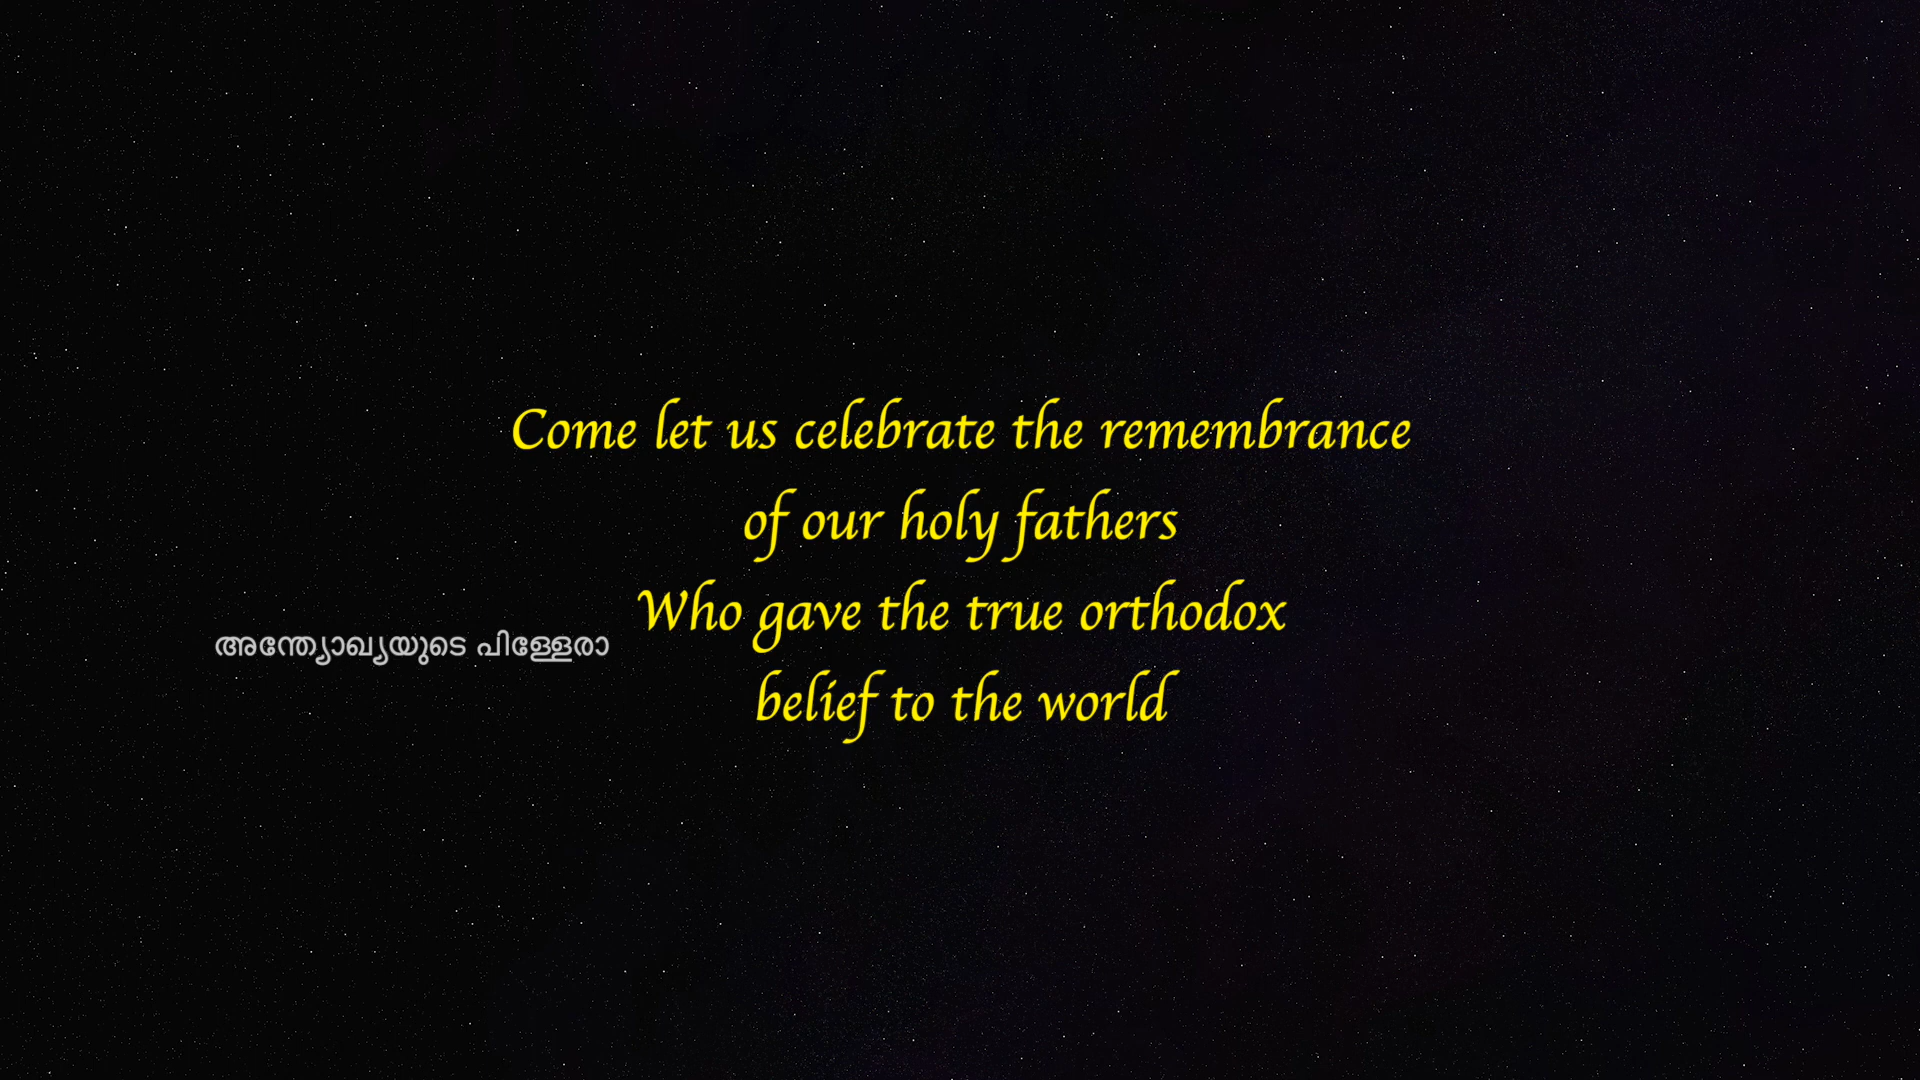 Come let us celebrate the remembrance
of our holy fathers
Who gave the true orthodox
അന്ത്യോഖ്യയുടെ പിള്ളേരാ
belief to the world